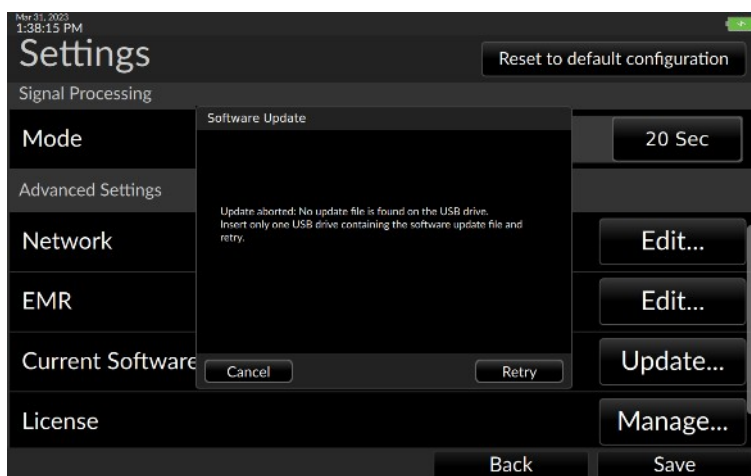 Mar 31, 2023
1:38:15 PM
Settings
Reset to default configuration
Signal Processing
Mode
20 Sec
Software Update
Update aborted: No update file is found on the USB drive.
Insert only one USB drive containing the software update file and
retry.
Cancel
Retry
Advanced Settings
Network
Edit...
EMR
Edit...
Current Software
Update...
License
Manage...
Back
Save